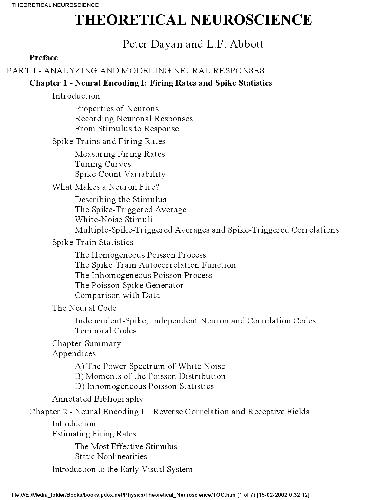 THEORETICAL NEUROSCIENCE
THEORETICAL NEUROSCIENCE
Peter Dayan and L.F. Abbott
Preface
PART I - ANALYZING AND MODELING NEURAL RESPONSES
Chapter 1 - Neural Encoding I: Firing Rates and Spike Statistics
Introduction
Properties of Neurons
Recording Neuronal Responses
From Stimulus to Response
Spike Trains and Firing Rates
Measuring Firing Rates
Tuning Curves
Spike Count Variability
What Makes a Neuron Fire?
Describing the Stimulus
The Spike-Triggered Average
White-Noise Stimuli
Multiple-Spike-Triggered Averages and Spike-Triggered Correlations
Spike Train Statistics
The Homogeneous Poisson Process
The Spike Train Autocorrelation Function
The Inhomogeneous Poisson Process
The Poisson Spike Generator
Comparison with Data
The Neural Code
Independent-Spike, Independent Neuron and Correlation Codes
Temporal Codes
Chapter Summary
Appendices
A) The Power Spectrum of White Noise
B) Moments of the Poisson Distribution
Inhomogeneous Poisson Statistics
Annotated Bibliography
Chapter 2 - Neural Encoding Reverse Correlation and Receptive Fields
Introduction
Estimating Firing Rates
The Most Effective Stimulus
Static Nonlinearities
Introduction to the Early Visual System